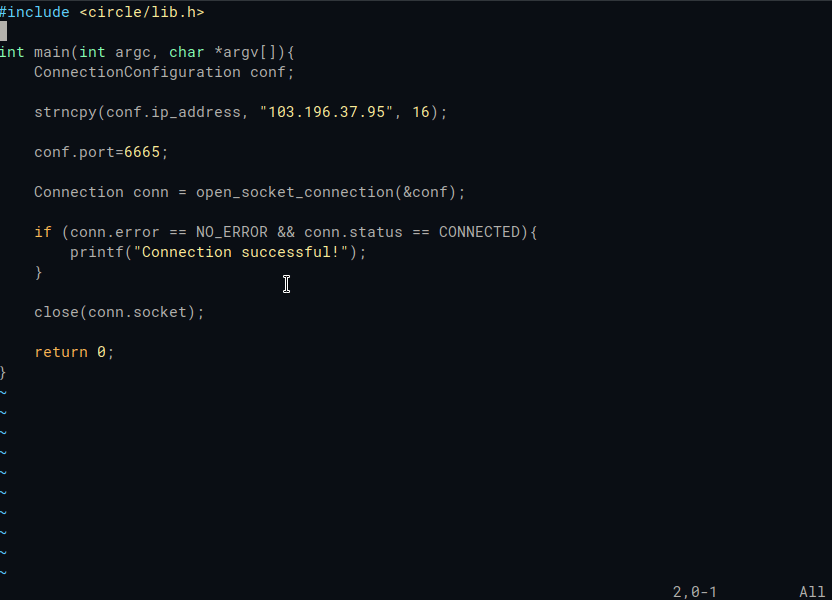 #include <circle/lib.h>

int main(int argc, char *argv[]){
    ConnectionConfiguration conf;

    strncpy(conf.ip_address, "103.196.37.95", 16);

    conf.port=6665;

    Connection conn = open_socket_connection(&conf);

    if (conn.error == NO_ERROR && conn.status == CONNECTED){
        printf("Connection successful!");
    }

    close(conn.socket);

    return 0;
}
~
~
~
~
~
~
~
~
~
~
2,0-1 All